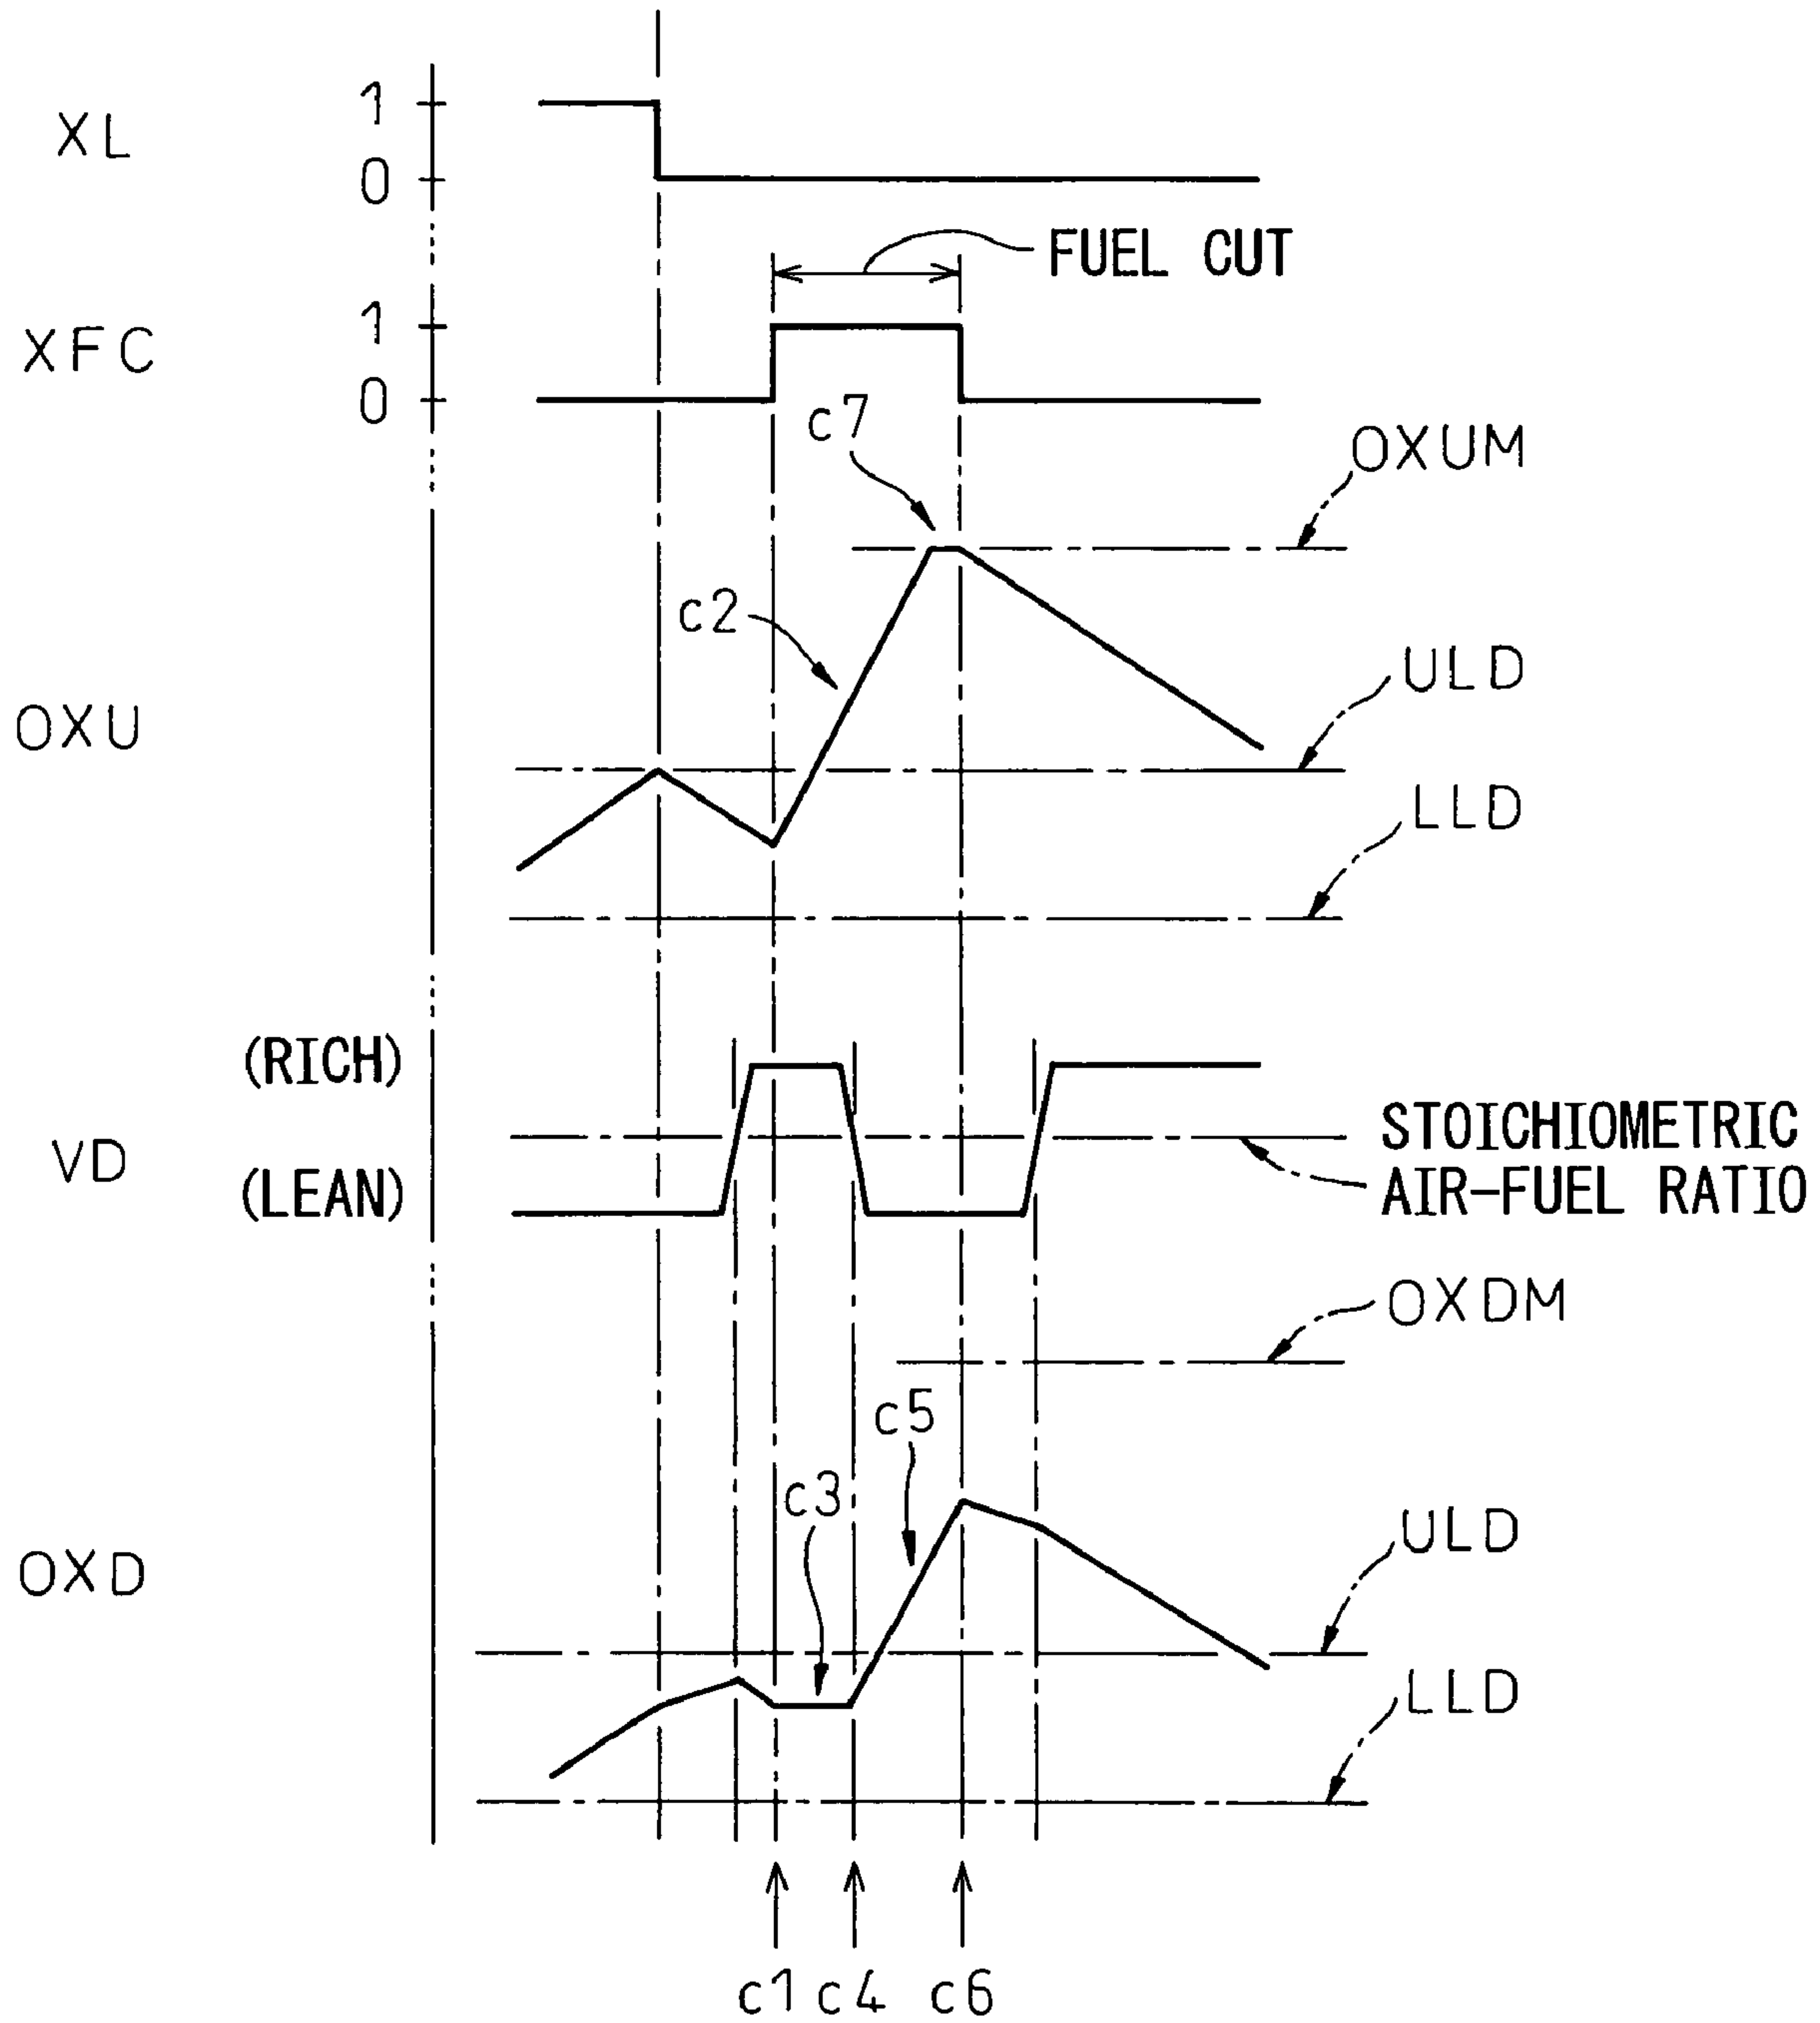 XL
1
0
FUEL CUT
XFC
1
0
c7
OXUM
c2
ULD
OXU
LLD
(RICH)
VD
(LEAN)
STOICHIOMETRIC
AIR-FUEL RATIO
OXDM
c5
c3
ULD
OXD
LLD
c1 c4 c6